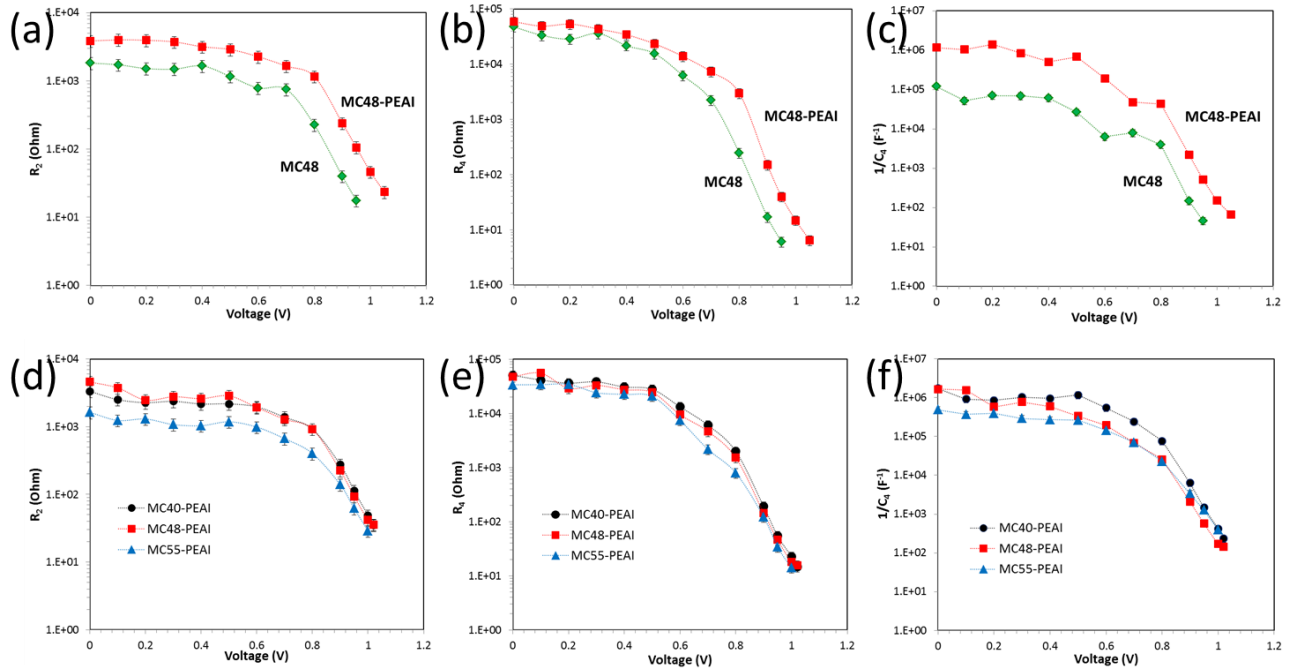 (a)
1.E+04
1.E+03
1.E+02
1.E+01
1.E+00
R2 (Ohm)
MC48-PEAI
MC48
0 0.2 0.4 0.6 0.8 1 1.2
Voltage (V)
(b)
1.E+05
1.E+04
1.E+03
1.E+02
1.E+01
1.E+00
R4 (Ohm)
MC48-PEAI
MC48
0 0.2 0.4 0.6 0.8 1 1.2
Voltage (V)
(c)
1.E+07
1.E+06
1.E+05
1.E+04
1.E+03
1.E+02
1.E+01
1.E+00
1/C4 (F-1)
MC48-PEAI
MC48
0 0.2 0.4 0.6 0.8 1 1.2
Voltage (V)
(d)
1.E+04
1.E+03
1.E+02
1.E+01
1.E+00
R2 (Ohm)
MC40-PEAI
MC48-PEAI
MC55-PEAI
0 0.2 0.4 0.6 0.8 1 1.2
Voltage (V)
(e)
1.E+05
1.E+04
1.E+03
1.E+02
1.E+01
1.E+00
R4 (Ohm)
MC40-PEAI
MC48-PEAI
MC55-PEAI
0 0.2 0.4 0.6 0.8 1 1.2
Voltage (V)
(f)
1.E+07
1.E+06
1.E+05
1.E+04
1.E+03
1.E+02
1.E+01
1.E+00
1/C4 (F-1)
MC40-PEAI
MC48-PEAI
MC55-PEAI
0 0.2 0.4 0.6 0.8 1 1.2
Voltage (V)